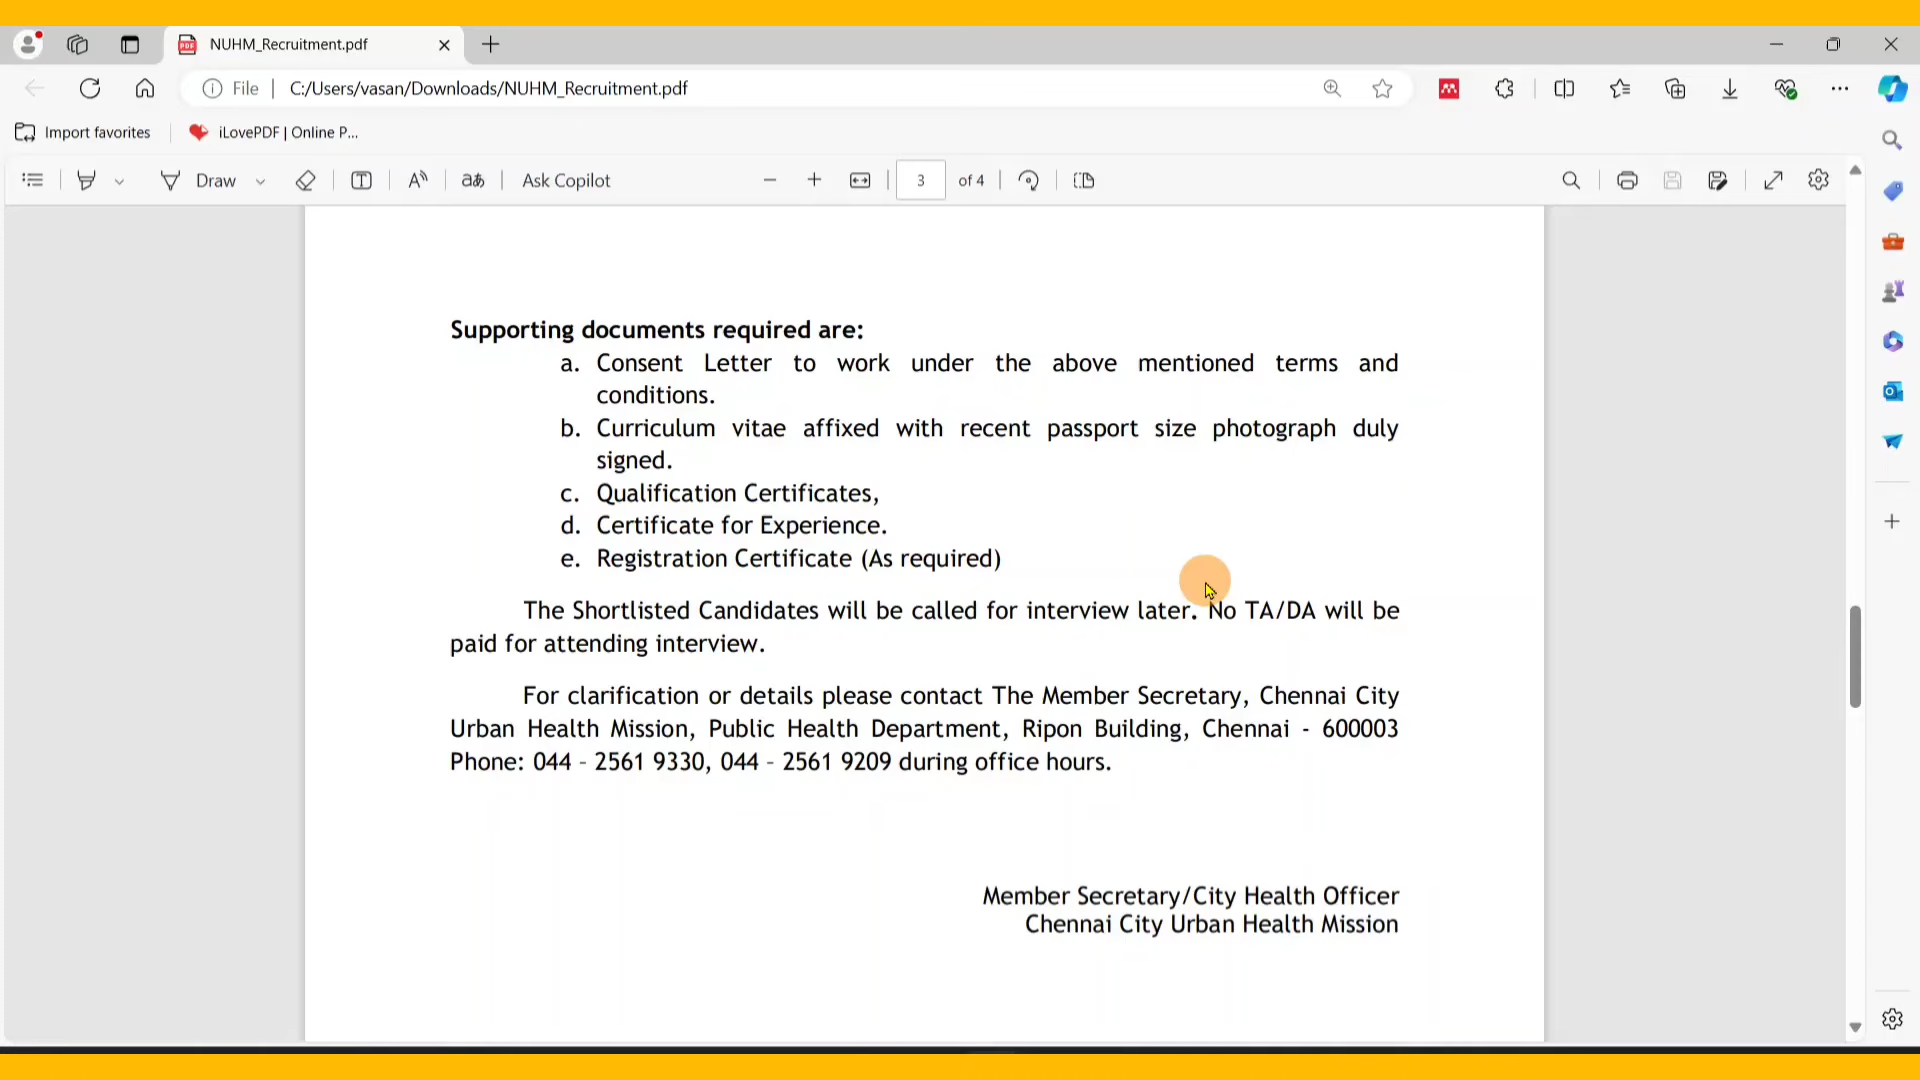 NUHM_Recruitment.pdf
File
C:/Users/vasan/Downloads/NUHM_Recruitment.pdf
Import favorites
iLovePDF | Online P...
Draw
aあ
Ask Copilot
3
of 4
Supporting documents required are:
a. Consent Letter to work under the above mentioned terms and
conditions.
b. Curriculum vitae affixed with recent passport size photograph duly
signed.
c. Qualification Certificates,
d. Certificate for Experience.
e. Registration Certificate (As required)
The Shortlisted Candidates will be called for interview later. No TA/DA will be
paid for attending interview.
For clarification or details please contact The Member Secretary, Chennai City
Urban Health Mission, Public Health Department, Ripon Building, Chennai - 600003
Phone: 044 - 2561 9330, 044 - 2561 9209 during office hours.
Member Secretary/City Health Officer
Chennai City Urban Health Mission